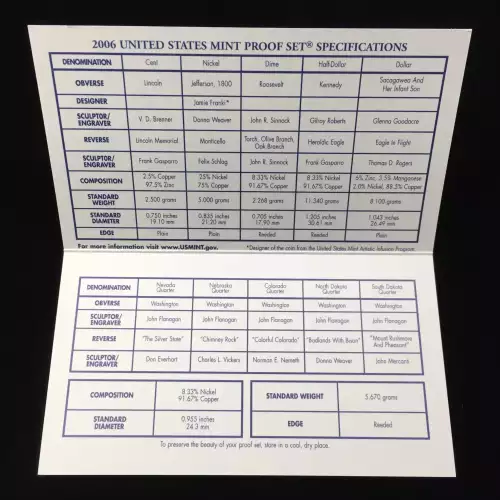 2006 UNITED STATES MINT PROOF SET® SPECIFICATIONS
DENOMINATION Cent Nickel Dime Half-Dollar Dollar
OBVERSE Lincoln Jefferson, 1800 Roosevelt Kennedy Sacagawea And
Her Infant Son
DESIGNER Jamie Franki*
SCULPTOR/
ENGRAVER V. D. Brenner Donna Weaver John R. Sinnock Gilroy Roberts Glenna Goodacre
REVERSE Lincoln Memorial Monticello Torch, Olive Branch,
Oak Branch Heraldic Eagle Eagle in Flight
SCULPTOR/
ENGRAVER Frank Gasparro Felix Schlag John R. Sinnock Frank Gasparro Thomas D. Rogers
COMPOSITION 2.5% Copper 25% Nickel 8.33% Nickel 8.33% Nickel 6% Zinc, 3.5% Manganese
97.5% Zinc 75% Copper 91.67% Copper 91.67% Copper 2.0% Nickel, 88.5% Copper
STANDARD
WEIGHT 2.500 grams 5.000 grams 2.268 grams 11.340 grams 8.100 grams
STANDARD 0.750 inches 0.835 inches 0.705 inches 1.205 inches 1.043 inches
DIAMETER 19.10 mm 21.20 mm 17.90 mm 30.61 mm 26.49 mm
EDGE Plain Plain Reeded Reeded Plain
For more information visit www.USMINT.gov. *Designer of the coin from the United States Mint Artistic Infusion Program.
DENOMINATION Nevada Nebraska Colorado North Dakota South Dakota
Quarter Quarter Quarter Quarter Quarter
OBVERSE Washington Washington Washington Washington Washington
SCULPTOR/
ENGRAVER John Flanagan John Flanagan John Flanagan John Flanagan John Flanagan
REVERSE "The Silver State" "Chimney Rock" "Colorful Colorado" "Badlands With Bison" "Mount Rushmore
And Pheasant"
SCULPTOR/
ENGRAVER Don Everhart Charles L. Vickers Norman E. Nemeth Donna Weaver John Mercanti
COMPOSITION 8.33% Nickel
91.67% Copper
STANDARD WEIGHT 5.670 grams
STANDARD 0.955 inches
DIAMETER 24.3 mm
EDGE Reeded
To preserve the beauty of your proof set, store in a cool, dry place.